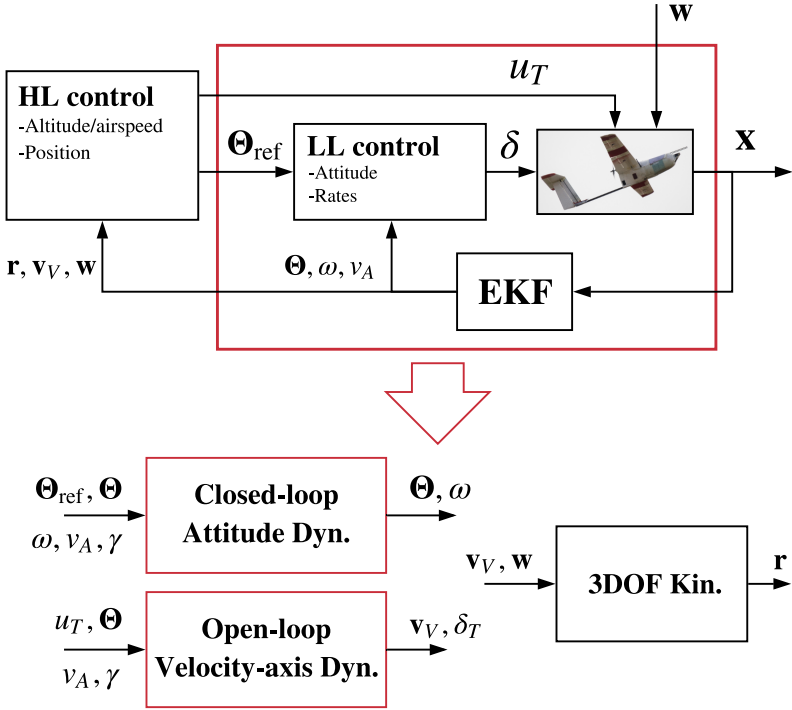 w
HL control
-Altitude/airspeed
-Position
u_T
Θ_ref
LL control
-Attitude
-Rates
δ
x
r, v_V, w
Θ, ω, v_A
EKF
Θ_ref, Θ
ω, v_A, γ
Closed-loop
Attitude Dyn.
Θ, ω
v_V, w
3DOF Kin.
r
u_T, Θ
v_A, γ
Open-loop
Velocity-axis Dyn.
v_V, δ_T